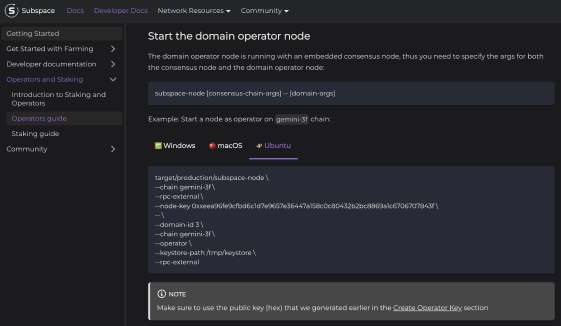 Subspace
Docs
Developer Docs
Network Resources
Community
Getting Started
Get Started with Farming
Developer documentation
Operators and Staking
Introduction to Staking and
Operators
Operators guide
Staking guide
Community
Start the domain operator node
The domain operator node is running with an embedded consensus node, thus you need to specify the args for both
the consensus node and the domain operator node:
subspace-node [consensus-chain-args] -- [domain-args]
Example: Start a node as operator on gemini-3f chain:
Windows
macOS
Ubuntu
target/production/subspace-node \
--chain gemini-3f \
--rpc-external \
--node-key 0xxeea96fe9cfbd6c1d7e9657e36447a158c0c80432b2bc8869a1c6706707843f \
-- \
--domain-id 3 \
--chain gemini-3f \
--operator \
--keystore-path /tmp/keystore \
--rpc-external
NOTE
Make sure to use the public key (hex) that we generated earlier in the Create Operator Key section